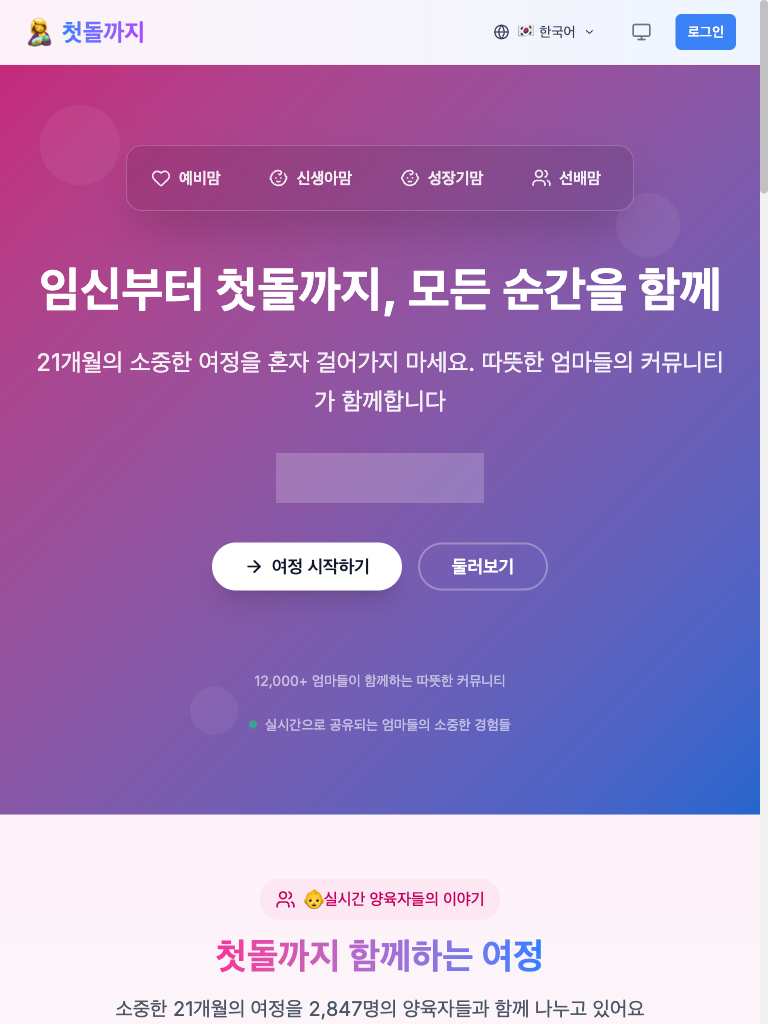 첫돌까지
한국어
로그인
예비맘
신생아맘
성장기맘
선배맘
임신부터 첫돌까지, 모든 순간을 함께
21개월의 소중한 여정을 혼자 걸어가지 마세요. 따뜻한 엄마들의 커뮤니티
가 함께합니다
여정 시작하기
둘러보기
12,000+ 엄마들이 함께하는 따뜻한 커뮤니티
실시간으로 공유되는 엄마들의 소중한 경험들
실시간 양육자들의 이야기
첫돌까지 함께하는 여정
소중한 21개월의 여정을 2,847명의 양육자들과 함께 나누고 있어요